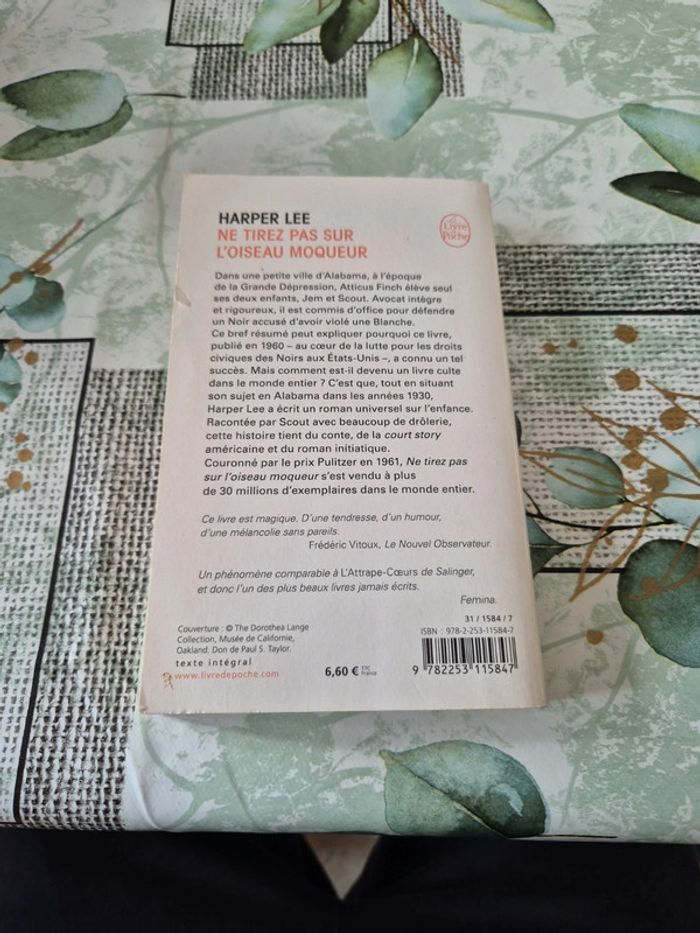 HARPER LEE
NE TIREZ PAS SUR
L'OISEAU MOQUEUR
Le Livre de Poche
Dans une petite ville d'Alabama, à l'époque
de la Grande Dépression, Atticus Finch élève seul
ses deux enfants, Jem et Scout. Avocat intègre
et rigoureux, il est commis d'office pour défendre
un Noir accusé d'avoir violé une Blanche.
Ce bref résumé peut expliquer pourquoi ce livre,
publié en 1960 – au cœur de la lutte pour les droits
civiques des Noirs aux États-Unis –, a connu un tel
succès. Mais comment est-il devenu un livre culte
dans le monde entier ? C'est que, tout en situant
son sujet en Alabama dans les années 1930,
Harper Lee a écrit un roman universel sur l'enfance.
Racontée par Scout avec beaucoup de drôlerie,
cette histoire tient du conte, de la court story
américaine et du roman initiatique.
Couronné par le prix Pulitzer en 1961, Ne tirez pas
sur l'oiseau moqueur s'est vendu à plus
de 30 millions d'exemplaires dans le monde entier.
Ce livre est magique. D'une tendresse, d'un humour,
d'une mélancolie sans pareils.
Frédéric Vitoux, Le Nouvel Observateur.
Un phénomène comparable à L'Attrape-Cœurs de Salinger,
et donc l'un des plus beaux livres jamais écrits.
Femina.
Couverture : © The Dorothea Lange
Collection, Musée de Californie,
Oakland. Don de Paul S. Taylor.
texte intégral
www.livredepoche.com
6,60 € TTC
France
31 / 1584 / 7
ISBN : 978-2-253-11584-7
9 782253 115847